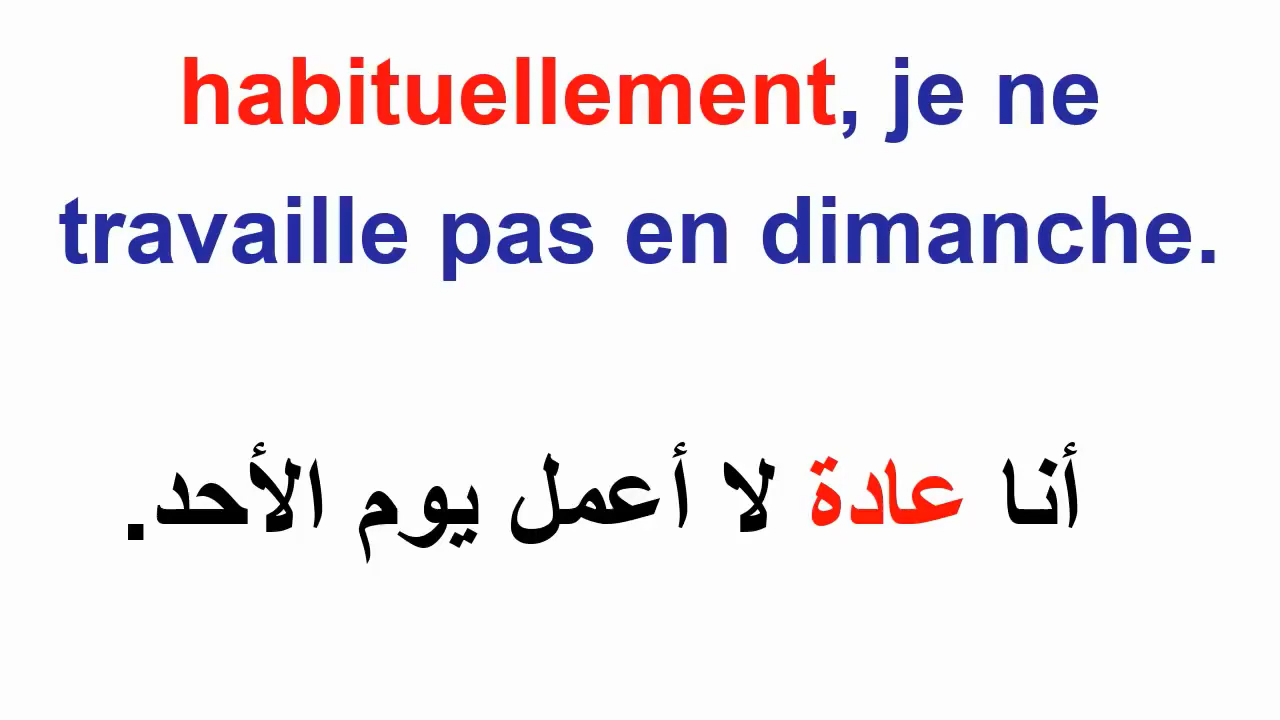 habituellement, je ne
travaille pas en dimanche.
أنا عادة لا أعمل يوم الأحد.